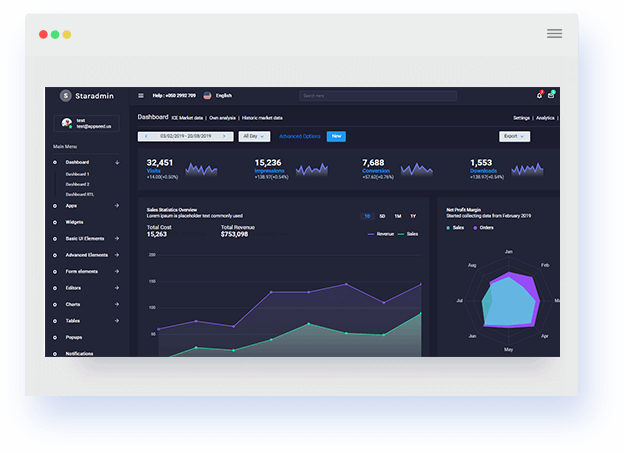 S Staradmin
Help : +050 2992 709
English
Search here
test
test@appseed.us
Main Menu
Dashboard
Dashboard 1
Dashboard 2
Dashboard RTL
Apps
Widgets
Basic UI Elements
Advanced Elements
Form elements
Editors
Charts
Tables
Popups
Notifications
Dashboard ICE Market data | Own analysis | Historic market data
Settings | Analytics |
03/02/2019–20/08/2019
All Day
Advanced Options
New
Export
32,451
Visits
+14.00(+0.50%)
15,236
Impressions
+138.97(+0.54%)
7,688
Conversion
+57.62(+0.76%)
1,553
Downloads
+138.97(+0.54%)
Sales Statistics Overview
Lorem ipsum is placeholder text commonly used
1D 5D 1M 1Y
Total Cost
15,263
Total Revenue
$753,098
Revenue
Sales
200
150
100
50
Net Profit Margin
Started collecting data from February 2019
Sales
Orders
Jan
Feb
Apr
May
Jun
Jul
Aug